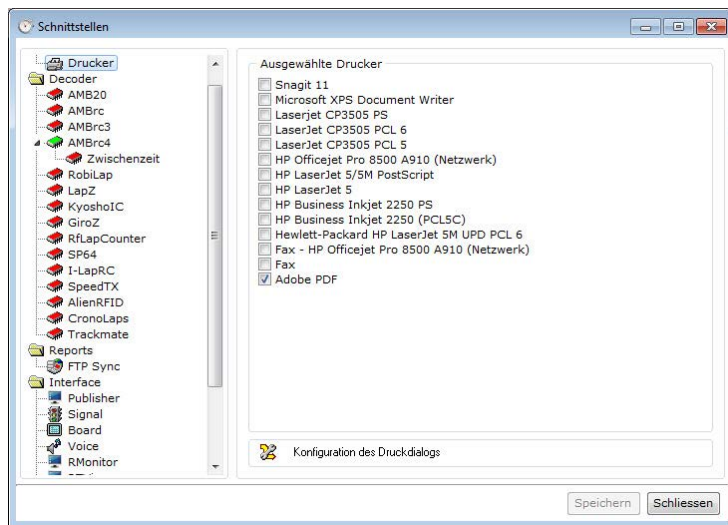 Schnittstellen
Drucker
Decoder
AMB20
AMBrc
AMBrc3
AMBrc4
Zwischenzeit
RobiLap
LapZ
KyoshoIC
GiroZ
RfLapCounter
SP64
I-LapRC
SpeedTX
AlienRFID
CronoLaps
Trackmate
Reports
FTP Sync
Interface
Publisher
Signal
Board
Voice
RMonitor
Ausgewählte Drucker
Snagit 11
Microsoft XPS Document Writer
Laserjet CP3505 PS
LaserJet CP3505 PCL 6
LaserJet CP3505 PCL 5
HP Officejet Pro 8500 A910 (Netzwerk)
HP LaserJet 5/5M PostScript
HP LaserJet 5
HP Business Inkjet 2250 PS
HP Business Inkjet 2250 (PCL5C)
Hewlett-Packard HP LaserJet 5M UPD PCL 6
Fax - HP Officejet Pro 8500 A910 (Netzwerk)
Fax
Adobe PDF
Konfiguration des Druckdialogs
Speichern
Schliessen